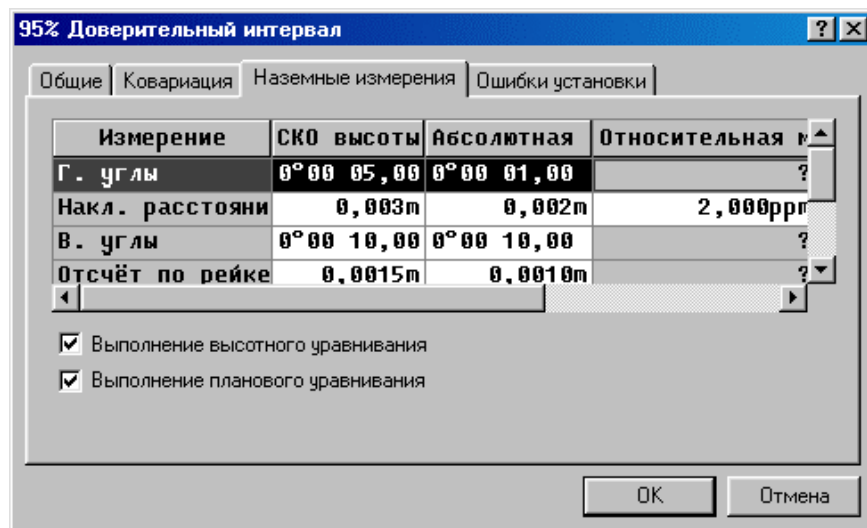 95% Доверительный интервал
Общие Ковариация Наземные измерения Ошибки установки
Измерение СКО высоты Абсолютная Относительная
Г. углы 0°00 05,00 0°00 01,00 ?
Накл. расстояни 0,003m 0,002m 2,000ppm
В. углы 0°00 10,00 0°00 10,00 ?
Отсчёт по рейке 0,0015m 0,0010m ?
Выполнение высотного уравнивания
Выполнение планового уравнивания
OK Отмена